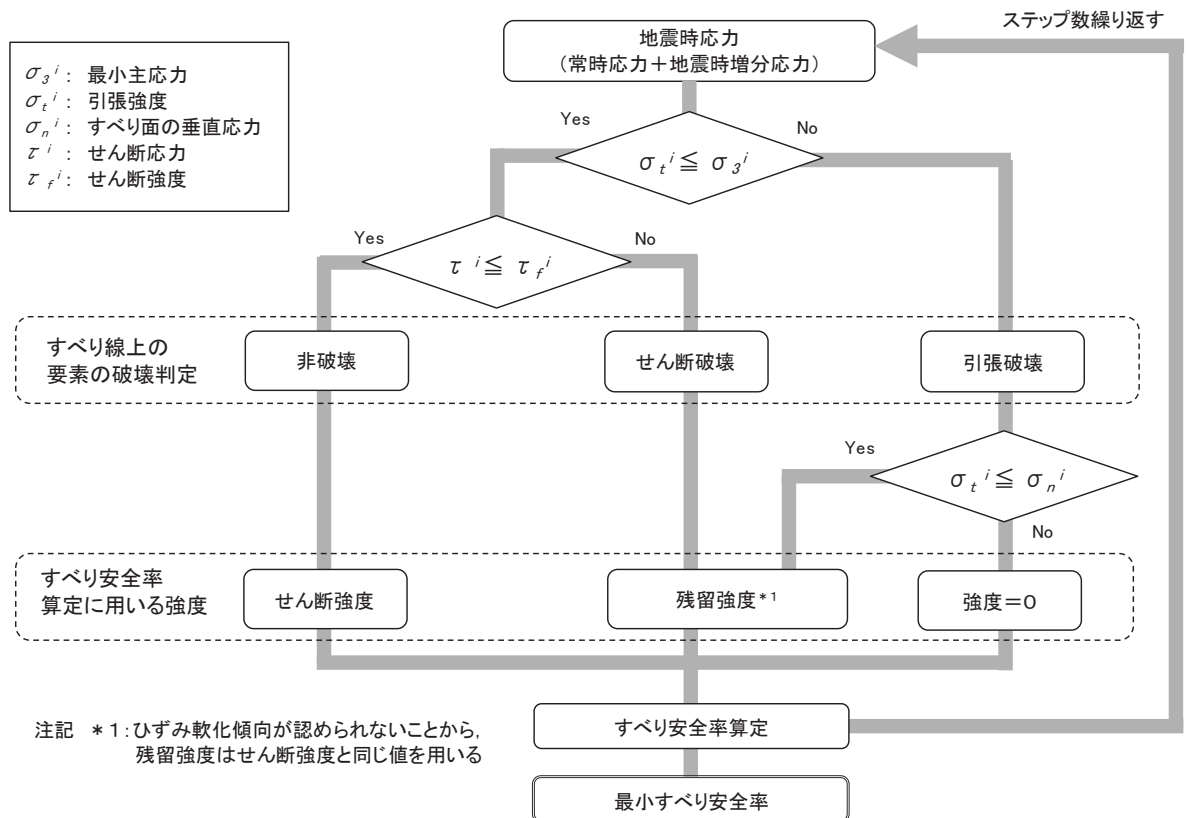 ステップ数繰り返す
地震時応力
（常時応力＋地震時増分応力）
σ₃ⁱ： 最小主応力
σₜⁱ： 引張強度
σₙⁱ： すべり面の垂直応力
τⁱ： せん断応力
τ_fⁱ： せん断強度
Yes
No
σₜⁱ≦ σ₃ⁱ
Yes
No
τⁱ≦ τ_fⁱ
すべり線上の
要素の破壊判定
非破壊
せん断破壊
引張破壊
Yes
σₜⁱ≦ σₙⁱ
No
すべり安全率
算定に用いる強度
せん断強度
残留強度*1
強度＝0
注記 ＊1：ひずみ軟化傾向が認められないことから，
残留強度はせん断強度と同じ値を用いる
すべり安全率算定
最小すべり安全率